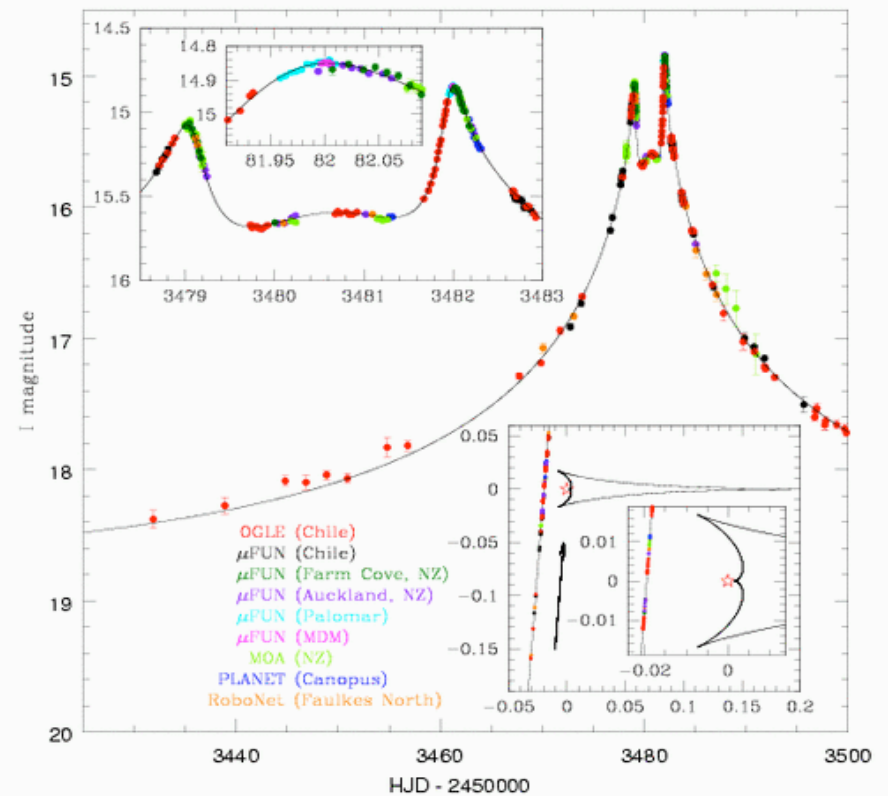 14.5
14.8
14.9
15
81.95 82 82.05
15
15.5
16
3479 3480 3481 3482 3483
15
16
17
18
19
20
I magnitude
OGLE (Chile)
μFUN (Chile)
μFUN (Farm Cove, NZ)
μFUN (Auckland, NZ)
μFUN (Palomar)
μFUN (MDM)
MOA (NZ)
PLANET (Canopus)
RoboNet (Faulkes North)
0.05
0
−0.05
−0.1
−0.15
−0.05 0 0.05 0.1 0.15 0.2
0.01
0
−0.01
−0.02 0
3440 3460 3480 3500
HJD - 2450000